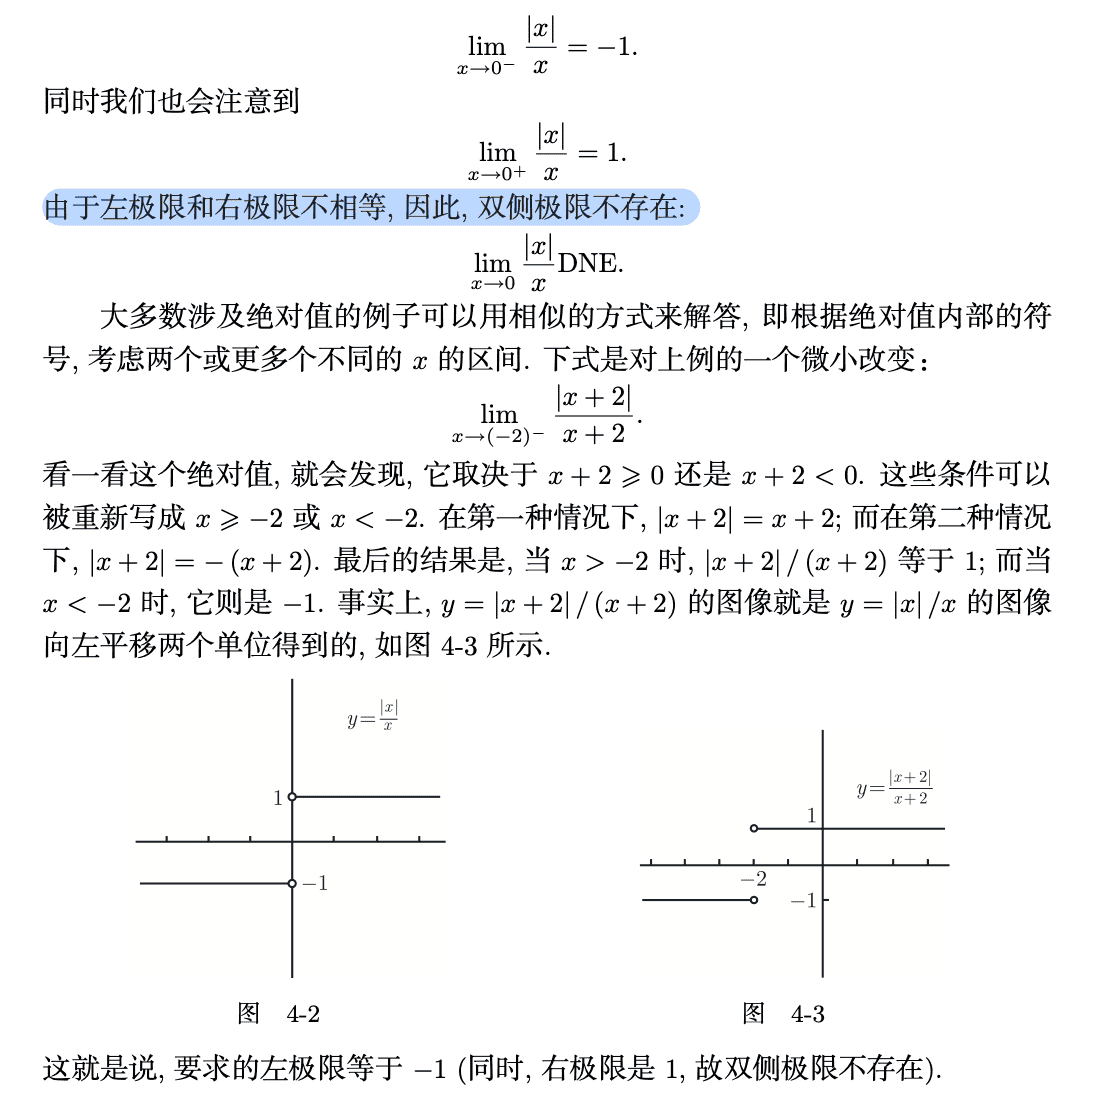 lim_{x→0⁻} |x|/x = −1.
同时我们也会注意到
lim_{x→0⁺} |x|/x = 1.
由于左极限和右极限不相等, 因此, 双侧极限不存在:
lim_{x→0} |x|/x DNE.
大多数涉及绝对值的例子可以用相似的方式来解答, 即根据绝对值内部的符
号, 考虑两个或更多个不同的 x 的区间. 下式是对上例的一个微小改变：
lim_{x→(−2)⁻} |x + 2|/(x + 2).
看一看这个绝对值, 就会发现, 它取决于 x + 2 ⩾ 0 还是 x + 2 < 0. 这些条件可以
被重新写成 x ⩾ −2 或 x < −2. 在第一种情况下, |x + 2| = x + 2; 而在第二种情况
下, |x + 2| = − (x + 2). 最后的结果是, 当 x > −2 时, |x + 2| / (x + 2) 等于 1; 而当
x < −2 时, 它则是 −1. 事实上, y = |x + 2| / (x + 2) 的图像就是 y = |x| /x 的图像
向左平移两个单位得到的, 如图 4-3 所示.
y=|x|/x
1
−1
图 4-2
y=|x+2|/(x+2)
1
−2
−1
图 4-3
这就是说, 要求的左极限等于 −1 (同时, 右极限是 1, 故双侧极限不存在).